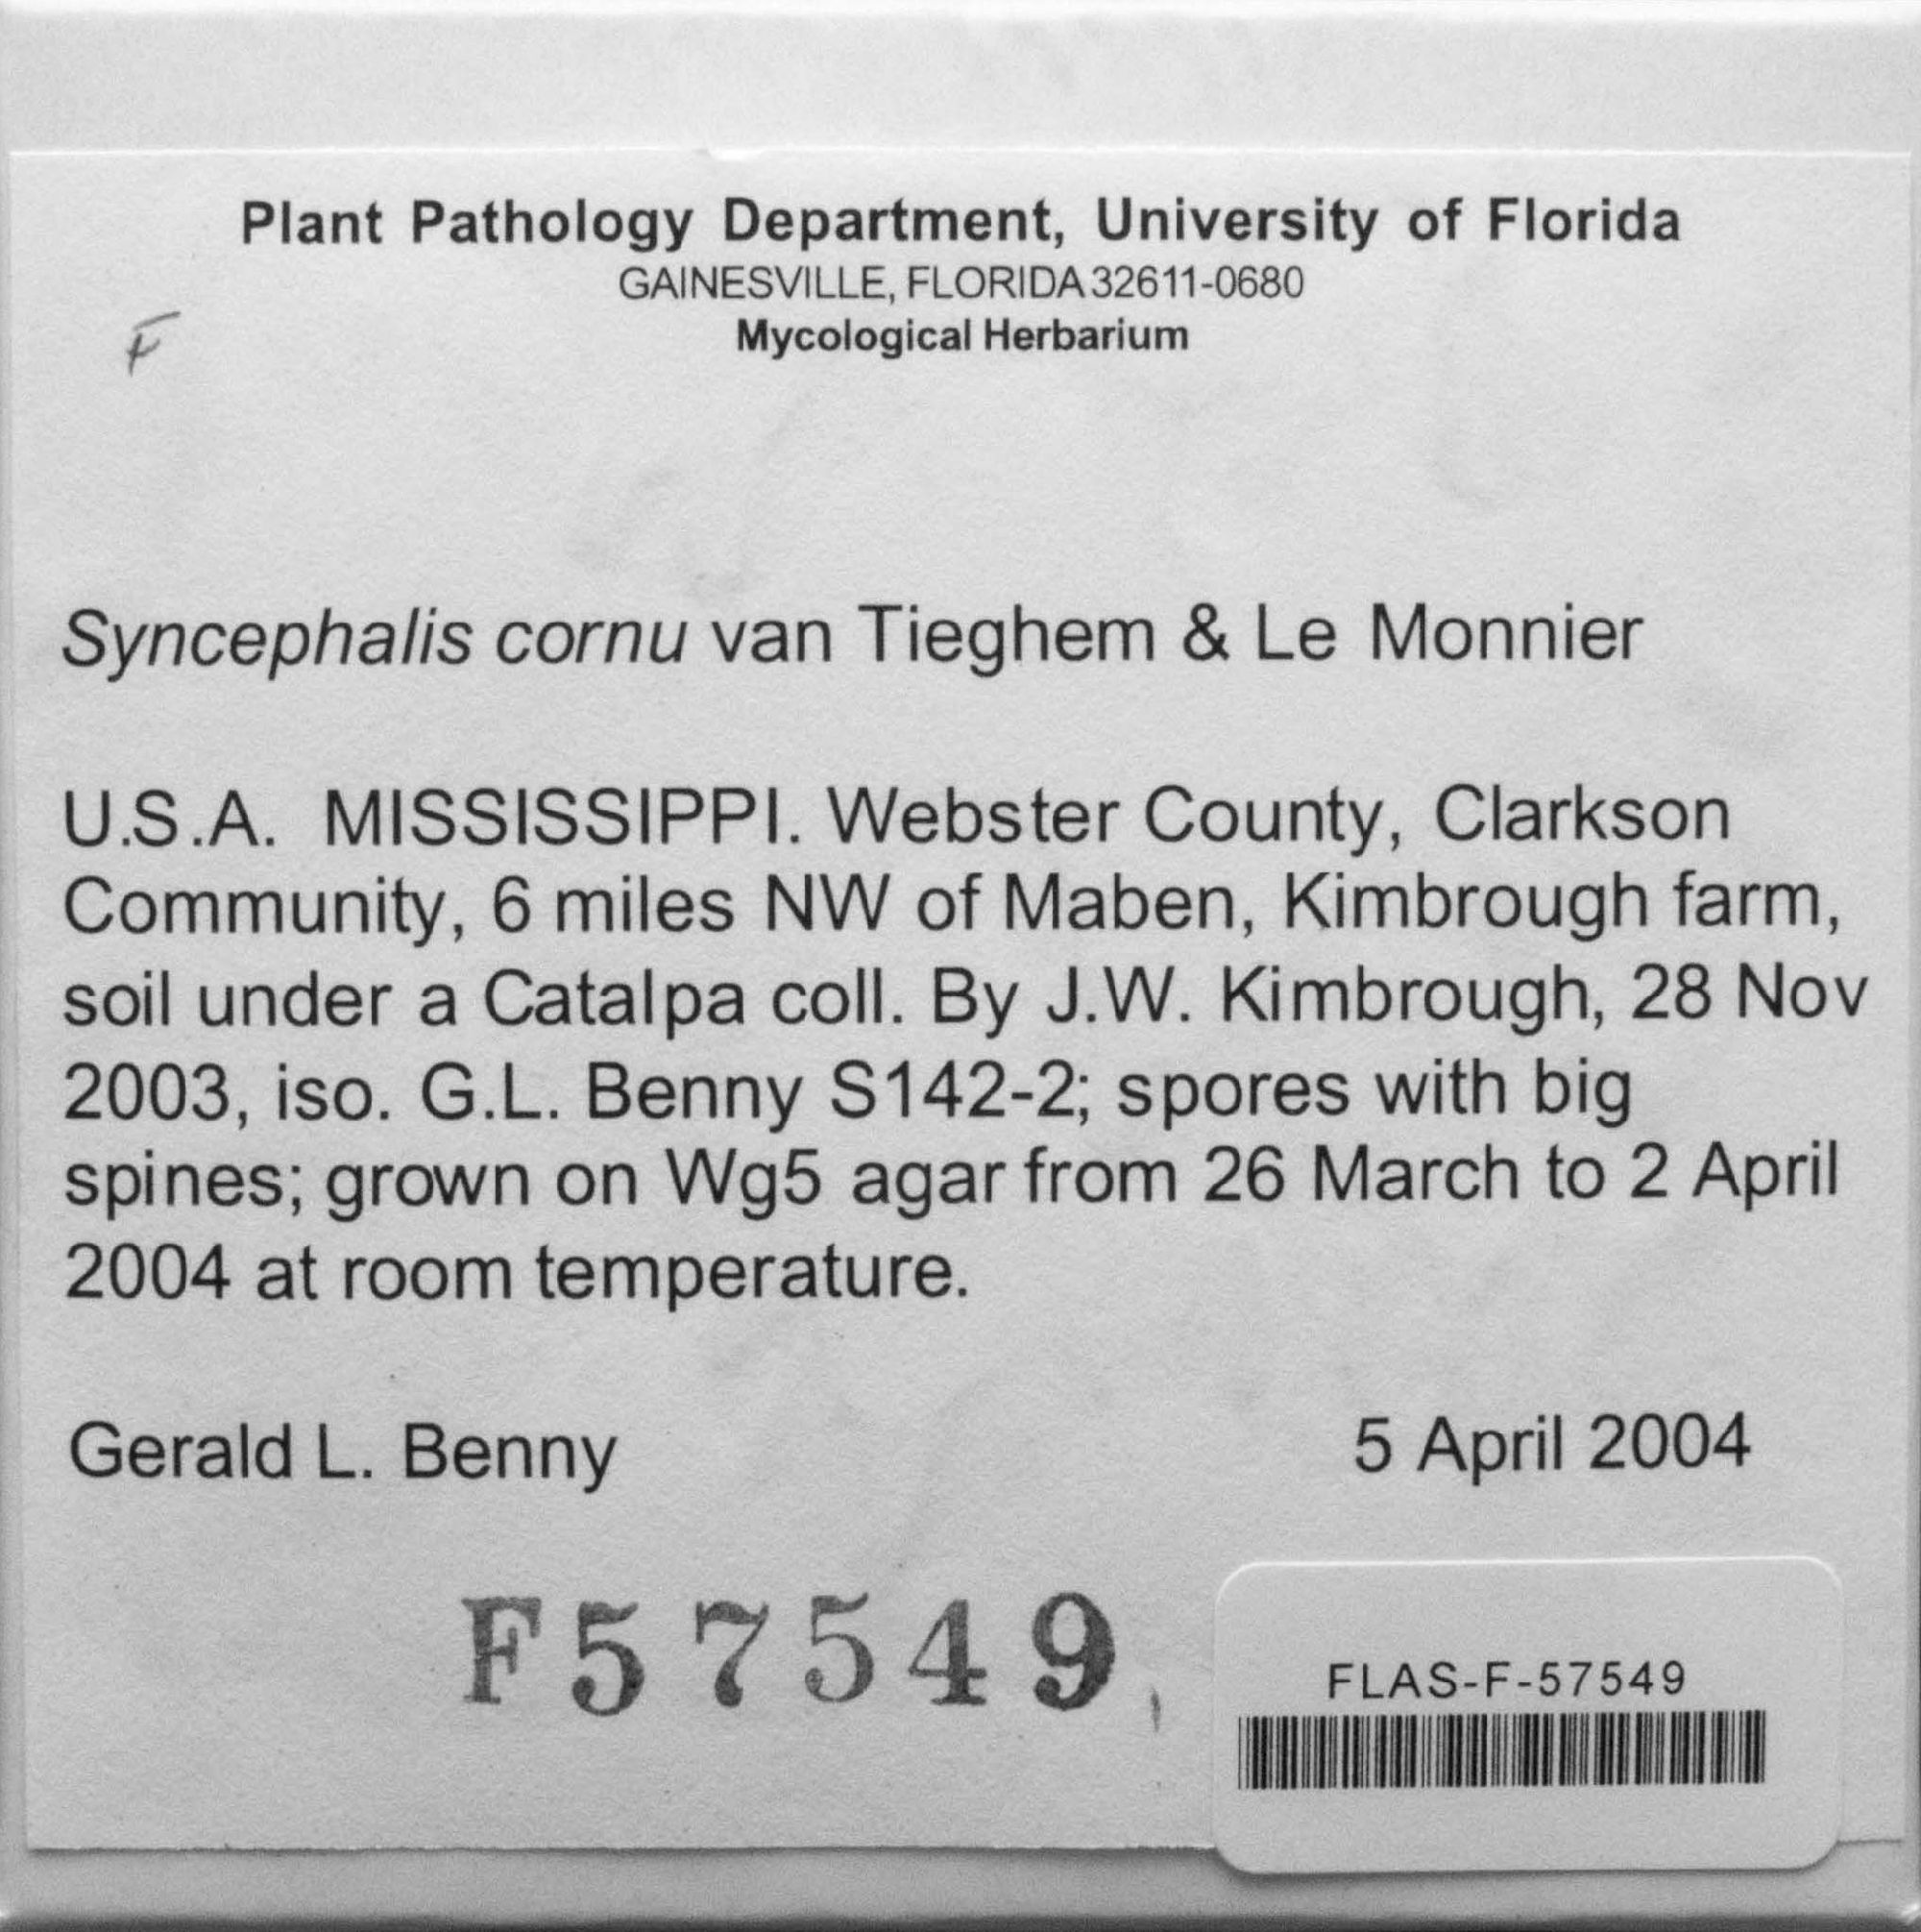 Plant Pathology Department, University of Florida
GAINESVILLE, FLORIDA 32611-0680
Mycological Herbarium
F
Syncephalis cornu van Tieghem & Le Monnier
U.S.A. MISSISSIPPI. Webster County, Clarkson
Community, 6 miles NW of Maben, Kimbrough farm,
soil under a Catalpa coll. By J.W. Kimbrough, 28 Nov
2003, iso. G.L. Benny S142-2; spores with big
spines; grown on Wg5 agar from 26 March to 2 April
2004 at room temperature.
Gerald L. Benny 5 April 2004
F57549
FLAS-F-57549